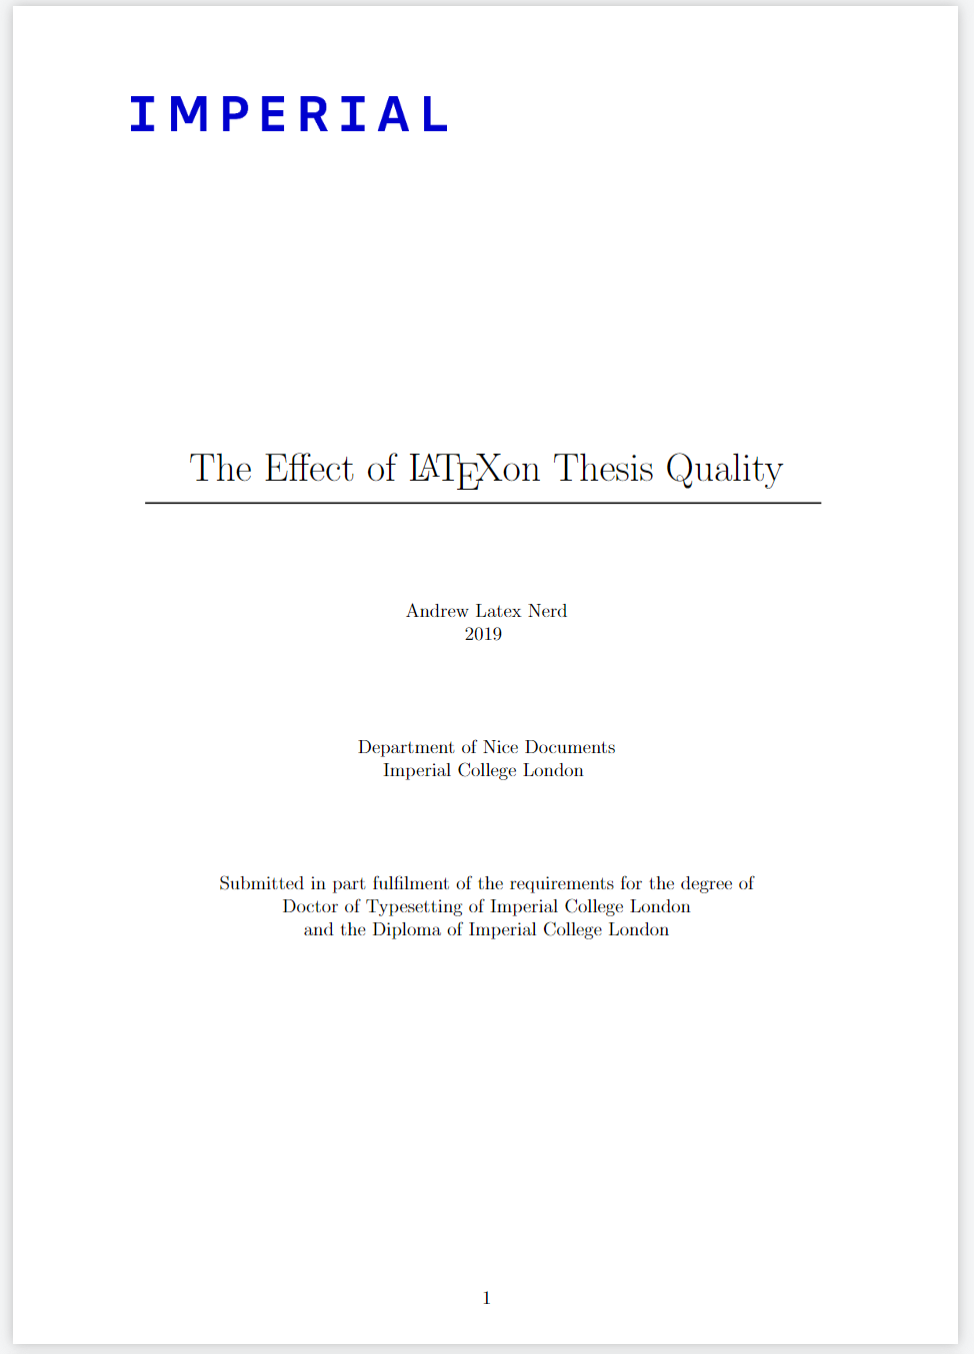 IMPERIAL
The Effect of LATEXon Thesis Quality
Andrew Latex Nerd
2019
Department of Nice Documents
Imperial College London
Submitted in part fulfilment of the requirements for the degree of
Doctor of Typesetting of Imperial College London
and the Diploma of Imperial College London
1